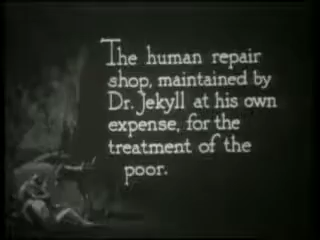 The human repair
shop, maintained by
Dr. Jekyll at his own
expense, for the
treatment of the
poor.